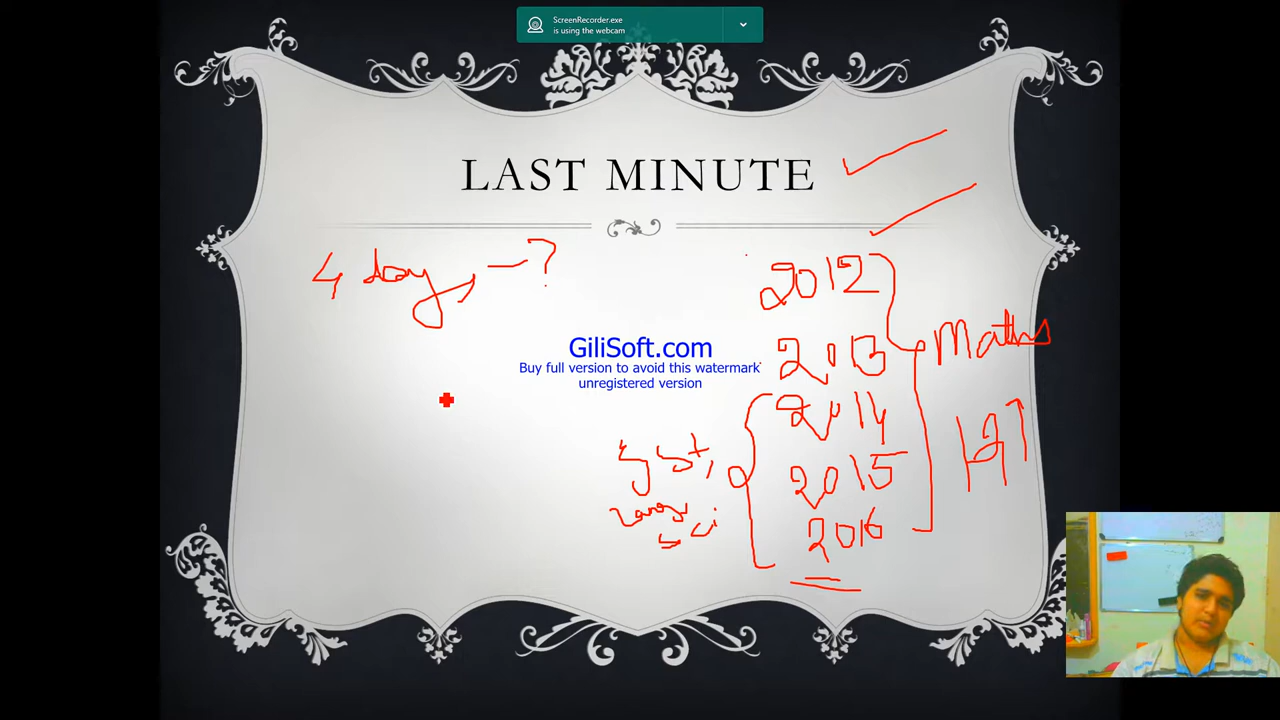 ScreenRecorder.exe
is using the webcam
LAST MINUTE
4 days - ?
2012
2013
Maths
GiliSoft.com
Buy full version to avoid this watermark
unregistered version
2014
2015
2016